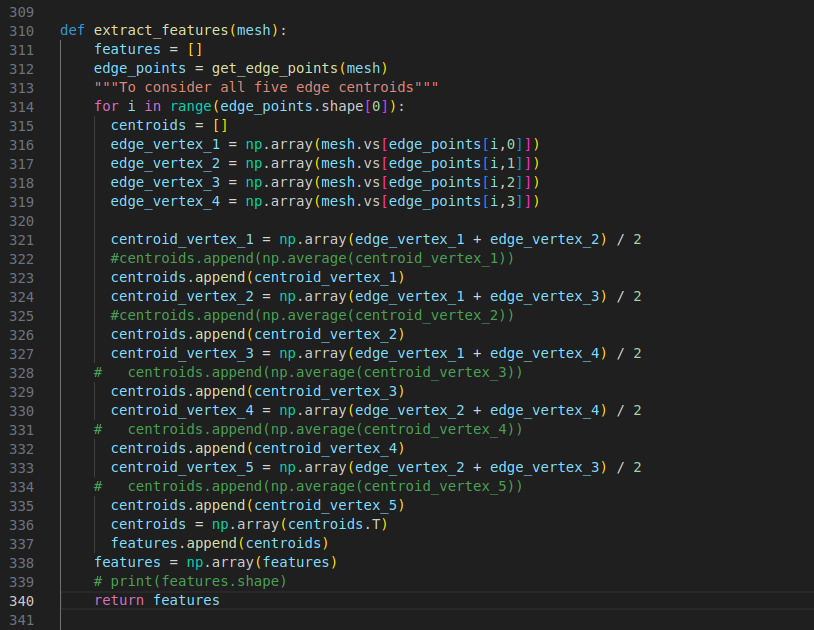 309
310 def extract_features(mesh):
311 features = []
312 edge_points = get_edge_points(mesh)
313 """To consider all five edge centroids"""
314 for i in range(edge_points.shape[0]):
315 centroids = []
316 edge_vertex_1 = np.array(mesh.vs[edge_points[i,0]])
317 edge_vertex_2 = np.array(mesh.vs[edge_points[i,1]])
318 edge_vertex_3 = np.array(mesh.vs[edge_points[i,2]])
319 edge_vertex_4 = np.array(mesh.vs[edge_points[i,3]])
320
321 centroid_vertex_1 = np.array(edge_vertex_1 + edge_vertex_2) / 2
322 #centroids.append(np.average(centroid_vertex_1))
323 centroids.append(centroid_vertex_1)
324 centroid_vertex_2 = np.array(edge_vertex_1 + edge_vertex_3) / 2
325 #centroids.append(np.average(centroid_vertex_2))
326 centroids.append(centroid_vertex_2)
327 centroid_vertex_3 = np.array(edge_vertex_1 + edge_vertex_4) / 2
328 #   centroids.append(np.average(centroid_vertex_3))
329 centroids.append(centroid_vertex_3)
330 centroid_vertex_4 = np.array(edge_vertex_2 + edge_vertex_4) / 2
331 #   centroids.append(np.average(centroid_vertex_4))
332 centroids.append(centroid_vertex_4)
333 centroid_vertex_5 = np.array(edge_vertex_2 + edge_vertex_3) / 2
334 #   centroids.append(np.average(centroid_vertex_5))
335 centroids.append(centroid_vertex_5)
336 centroids = np.array(centroids.T)
337 features.append(centroids)
338 features = np.array(features)
339 # print(features.shape)
340 return features
341